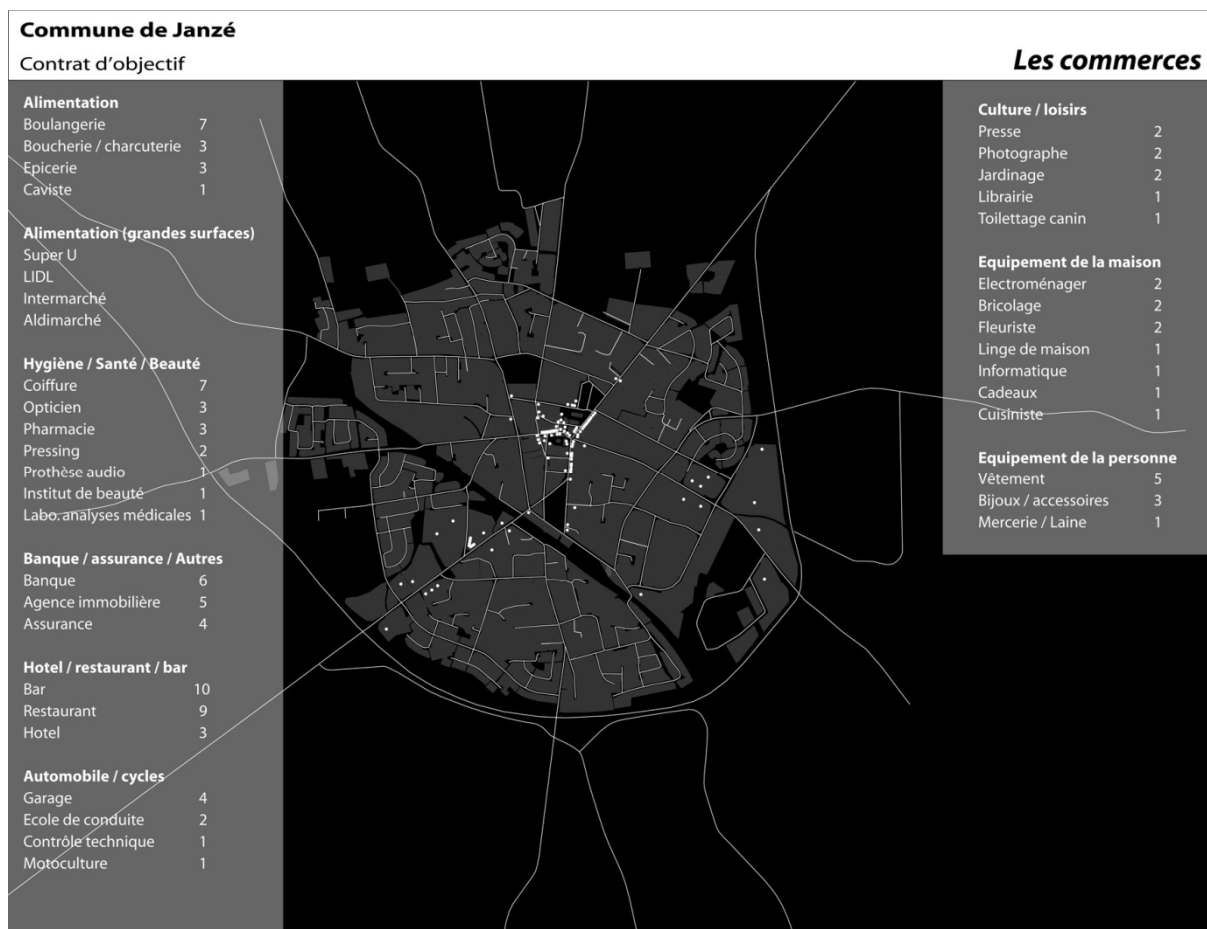 Commune de Janzé
Contrat d'objectif
Les commerces
Alimentation
Boulangerie 7
Boucherie / charcuterie 3
Epicerie 3
Caviste 1
Alimentation (grandes surfaces)
Super U
LIDL
Intermarché
Aldimarché
Hygiène / Santé / Beauté
Coiffure 7
Opticien 3
Pharmacie 3
Pressing 2
Prothèse audio 1
Institut de beauté 1
Labo. analyses médicales 1
Banque / assurance / Autres
Banque 6
Agence immobilière 5
Assurance 4
Hotel / restaurant / bar
Bar 10
Restaurant 9
Hotel 3
Automobile / cycles
Garage 4
Ecole de conduite 2
Contrôle technique 1
Motoculture 1
Culture / loisirs
Presse 2
Photographe 2
Jardinage 2
Librairie 1
Toilettage canin 1
Equipement de la maison
Electroménager 2
Bricolage 2
Fleuriste 2
Linge de maison 1
Informatique 1
Cadeaux 1
Cuisiniste 1
Equipement de la personne
Vêtement 5
Bijoux / accessoires 3
Mercerie / Laine 1